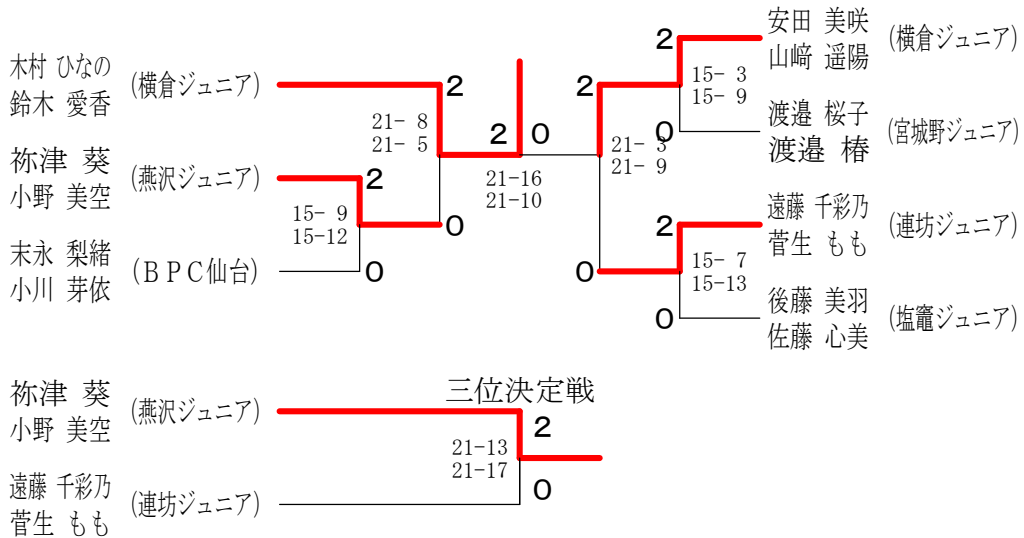 木村 ひなの
鈴木 愛香
(横倉ジュニア)
2
21- 8
21- 5
祢津 葵
小野 美空
(燕沢ジュニア)
2
15- 9
15-12
0
末永 梨緒
小川 芽依
(ＢＰＣ仙台)
0
2
0
21-16
21-10
安田 美咲
山﨑 遥陽
(横倉ジュニア)
2
15- 3
15- 9
2
渡邉 桜子
渡邉 椿
(宮城野ジュニア)
0
21- 3
21- 9
遠藤 千彩乃
菅生 もも
(連坊ジュニア)
2
15- 7
15-13
0
後藤 美羽
佐藤 心美
(塩竈ジュニア)
0
三位決定戦
祢津 葵
小野 美空
(燕沢ジュニア)
2
21-13
21-17
遠藤 千彩乃
菅生 もも
(連坊ジュニア)
0